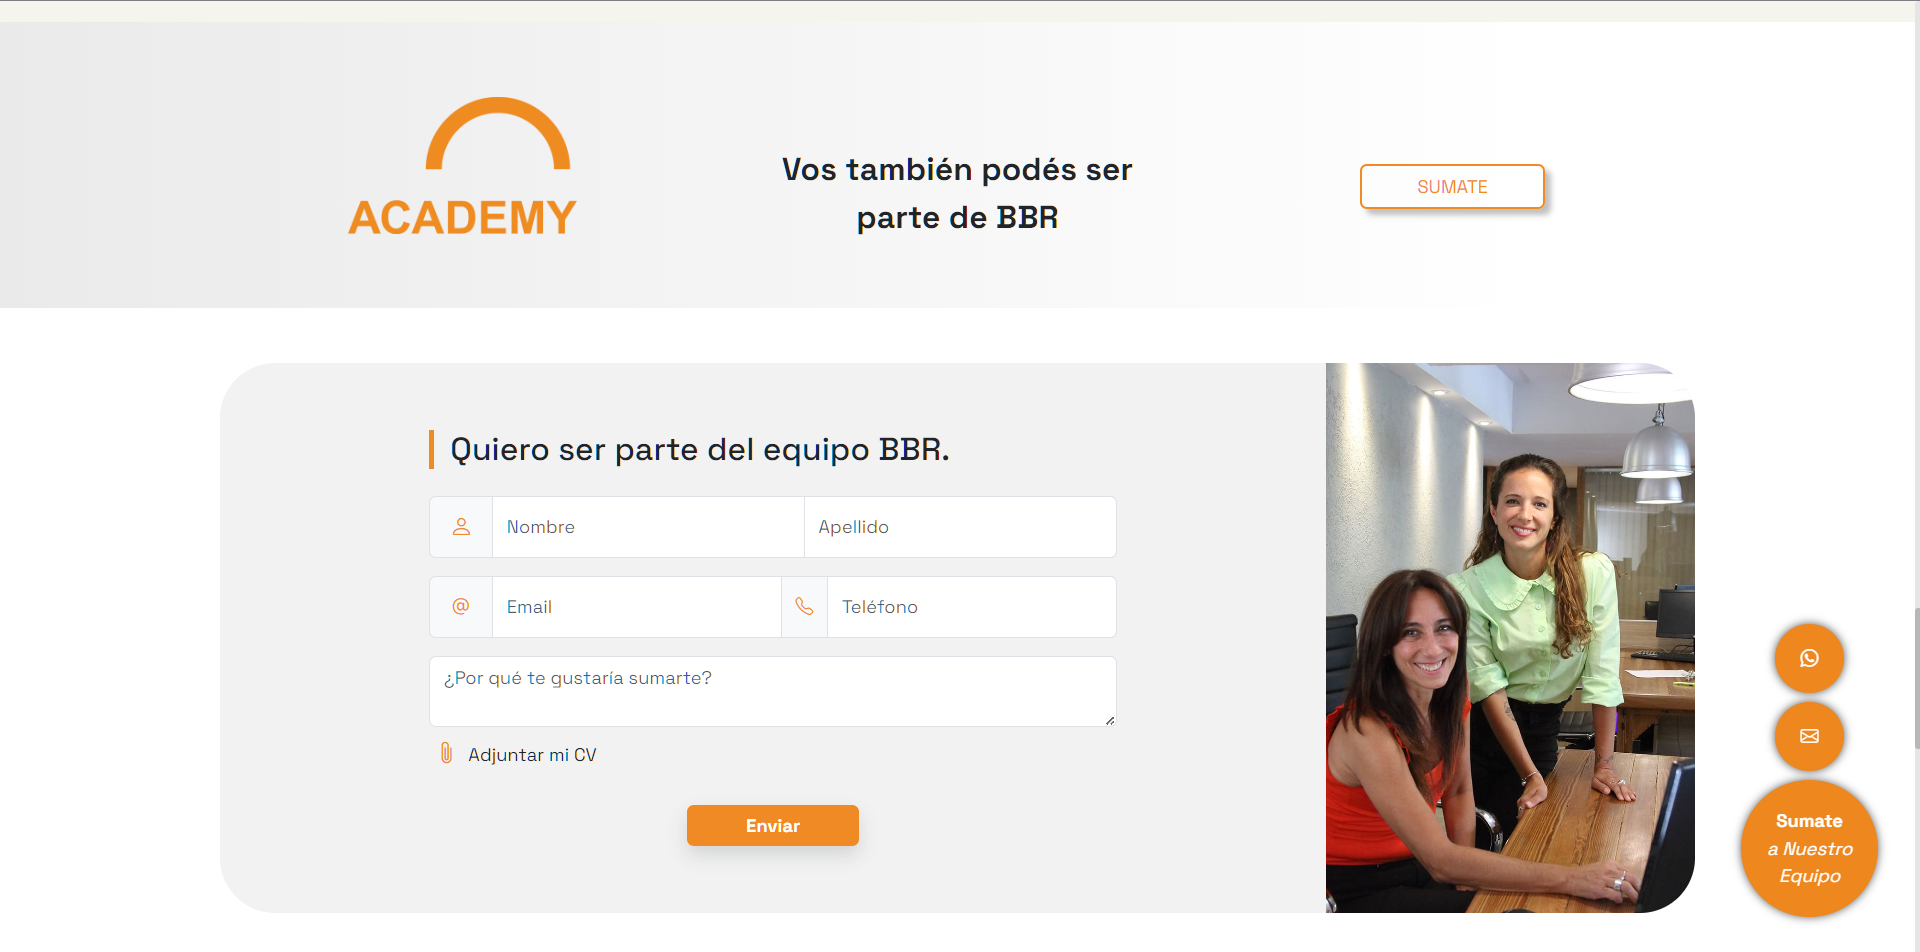 ACADEMY
Vos también podés ser
parte de BBR
SUMATE
Quiero ser parte del equipo BBR.
Nombre
Apellido
@
Email
Teléfono
¿Por qué te gustaría sumarte?
Adjuntar mi CV
Enviar
Sumate
a Nuestro
Equipo